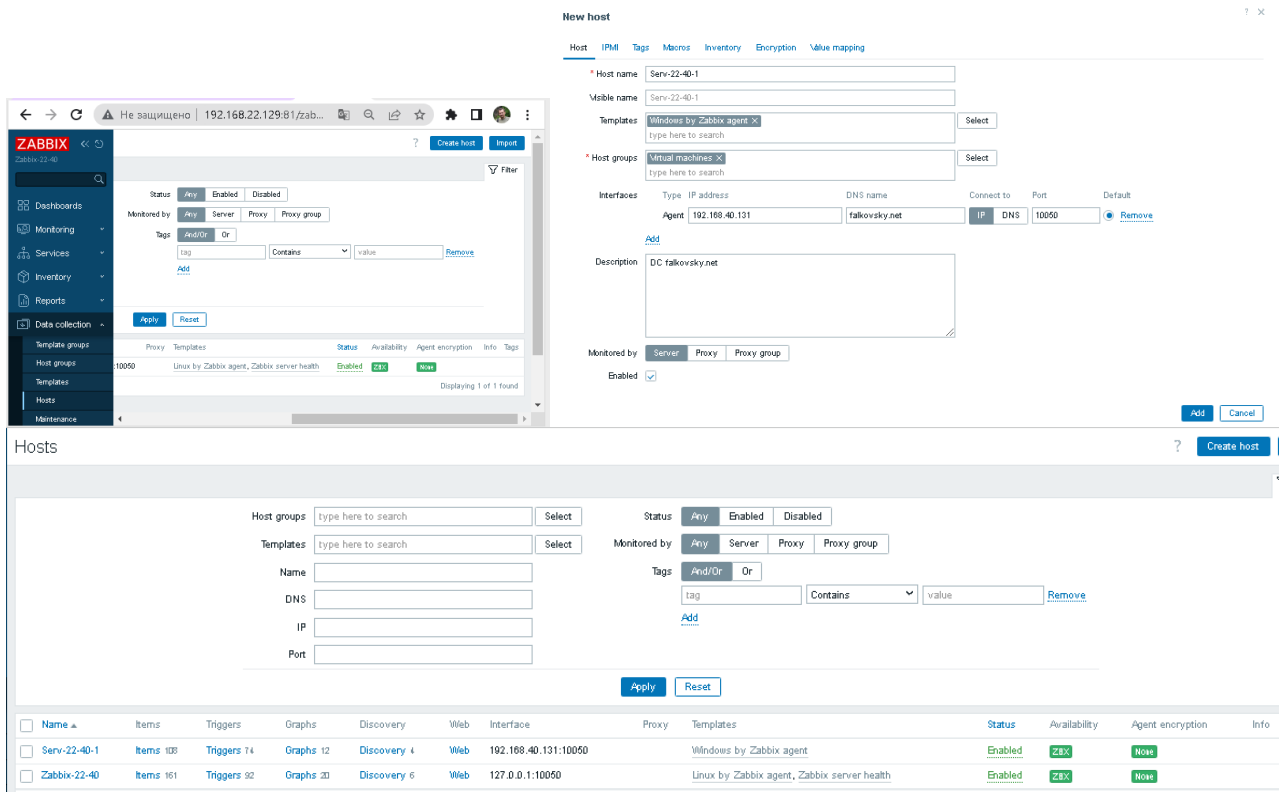 Не защищено | 192.168.22.129:81/zab...
ZABBIX
Zabbix-22-40
Dashboards
Monitoring
Services
Inventory
Reports
Data collection
Template groups
Host groups
Templates
Hosts
Maintenance
? Create host Import
Filter
Status Any Enabled Disabled
Monitored by Any Server Proxy Proxy group
Tags And/Or Or
tag Contains value Remove
Add
Apply Reset
Proxy Templates Status Availability Agent encryption Info Tags
:10050 Linux by Zabbix agent, Zabbix server health Enabled ZBX None
Displaying 1 of 1 found
New host ?
Host IPMI Tags Macros Inventory Encryption Value mapping
* Host name Serv-22-40-1
Visible name Serv-22-40-1
Templates Windows by Zabbix agent Select
type here to search
* Host groups Virtual machines Select
type here to search
Interfaces Type IP address DNS name Connect to Port Default
Agent 192.168.40.131 falkovsky.net IP DNS 10050 Remove
Add
Description DC falkovsky.net
Monitored by Server Proxy Proxy group
Enabled
Add Cancel
Hosts ? Create host
Host groups type here to search Select Status Any Enabled Disabled
Templates type here to search Select Monitored by Any Server Proxy Proxy group
Name Tags And/Or Or
DNS tag Contains value Remove
IP Add
Port
Apply Reset
Name Items Triggers Graphs Discovery Web Interface Proxy Templates Status Availability Agent encryption Info
Serv-22-40-1 Items 108 Triggers 74 Graphs 12 Discovery 4 Web 192.168.40.131:10050 Windows by Zabbix agent Enabled ZBX None
Zabbix-22-40 Items 161 Triggers 92 Graphs 20 Discovery 6 Web 127.0.0.1:10050 Linux by Zabbix agent, Zabbix server health Enabled ZBX None